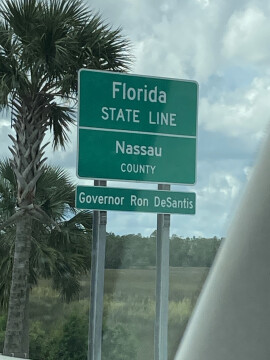 Florida
STATE LINE
Nassau
COUNTY
Governor Ron DeSantis